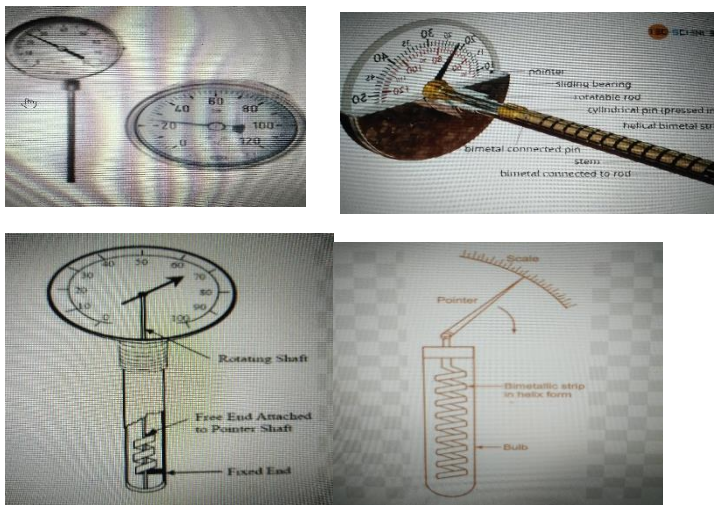 40 60 80
20 100
0 120
pointer
sliding bearing
rotatable rod
cylindrical pin (pressed in
helical bimetal
bimetal connected pin
stem
bimetal connected to rod
0 10 20 30 40 50 60 70 80 90 100
Rotating Shaft
Free End Attached
to Pointer Shaft
Fixed End
Scale
Pointer
Bimetallic strip
in helix form
Bulb